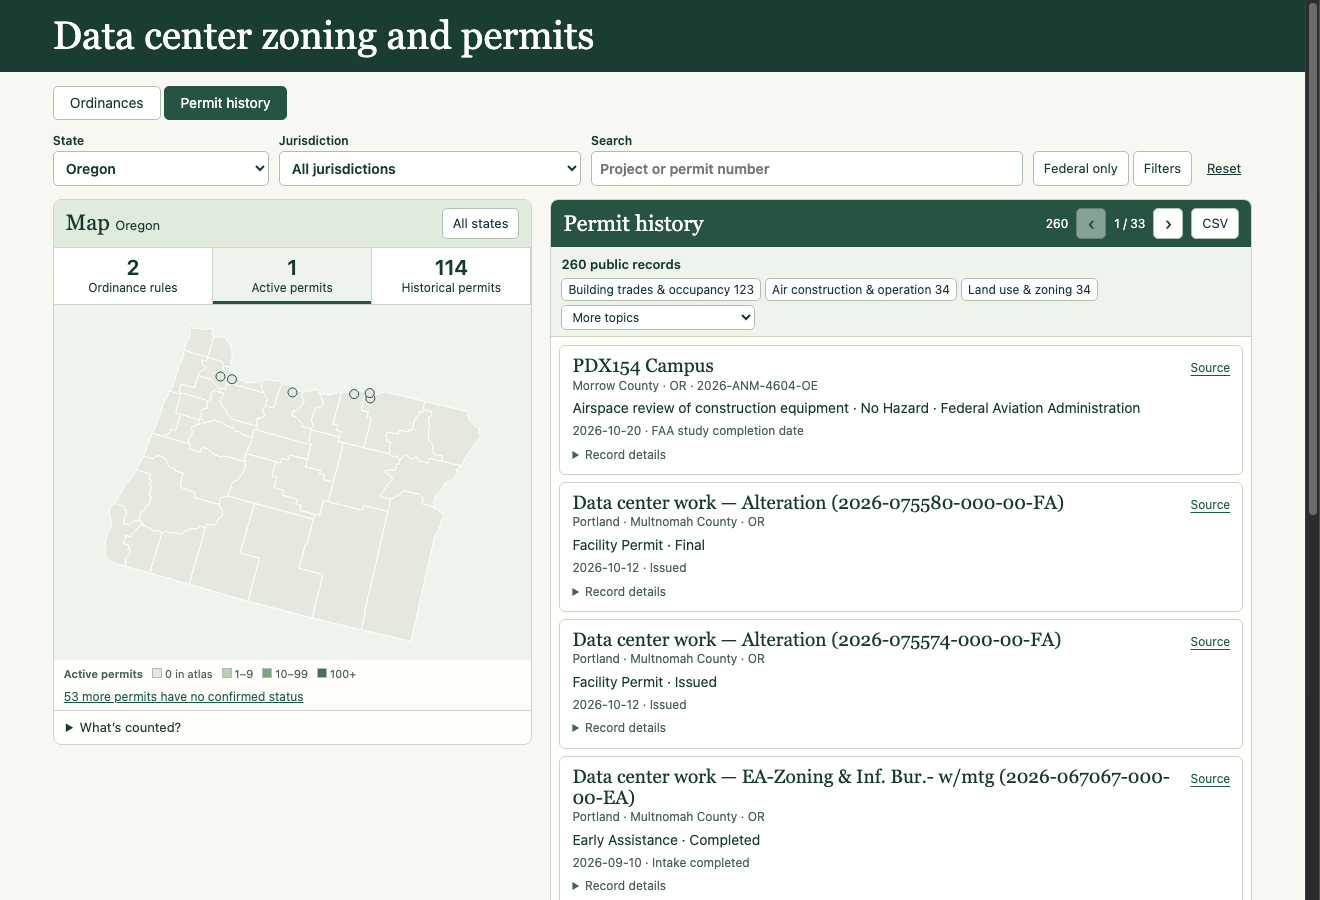 Data center zoning and permits
Ordinances
Permit history
State
Jurisdiction
Search
Oregon
All jurisdictions
Project or permit number
Federal only
Filters
Reset
Map Oregon
All states
2
Ordinance rules
1
Active permits
114
Historical permits
Active permits
0 in atlas
1–9
10–99
100+
53 more permits have no confirmed status
What's counted?
Permit history
260
‹
1 / 33
›
CSV
260 public records
Building trades & occupancy 123
Air construction & operation 34
Land use & zoning 34
More topics
PDX154 Campus
Source
Morrow County · OR · 2026-ANM-4604-OE
Airspace review of construction equipment · No Hazard · Federal Aviation Administration
2026-10-20 · FAA study completion date
Record details
Data center work — Alteration (2026-075580-000-00-FA)
Source
Portland · Multnomah County · OR
Facility Permit · Final
2026-10-12 · Issued
Record details
Data center work — Alteration (2026-075574-000-00-FA)
Source
Portland · Multnomah County · OR
Facility Permit · Issued
2026-10-12 · Issued
Record details
Data center work — EA-Zoning & Inf. Bur.- w/mtg (2026-067067-000-
00-EA)
Source
Portland · Multnomah County · OR
Early Assistance · Completed
2026-09-10 · Intake completed
Record details